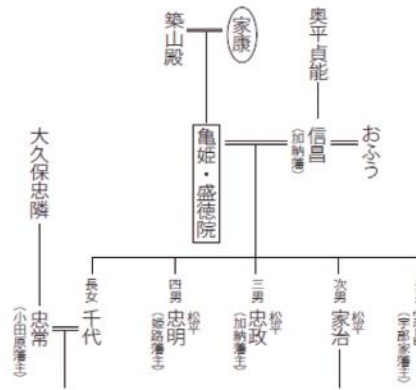 奥平貞能
家康
築山殿
おふう
信昌
(加納藩)
亀姫・盛徳院
大久保忠隣
次男
松平
家治
三男
松平
忠政
(加納藩主)
四男
松平
忠明
(姫路藩主)
長女
千代
忠常
(小田原藩主)